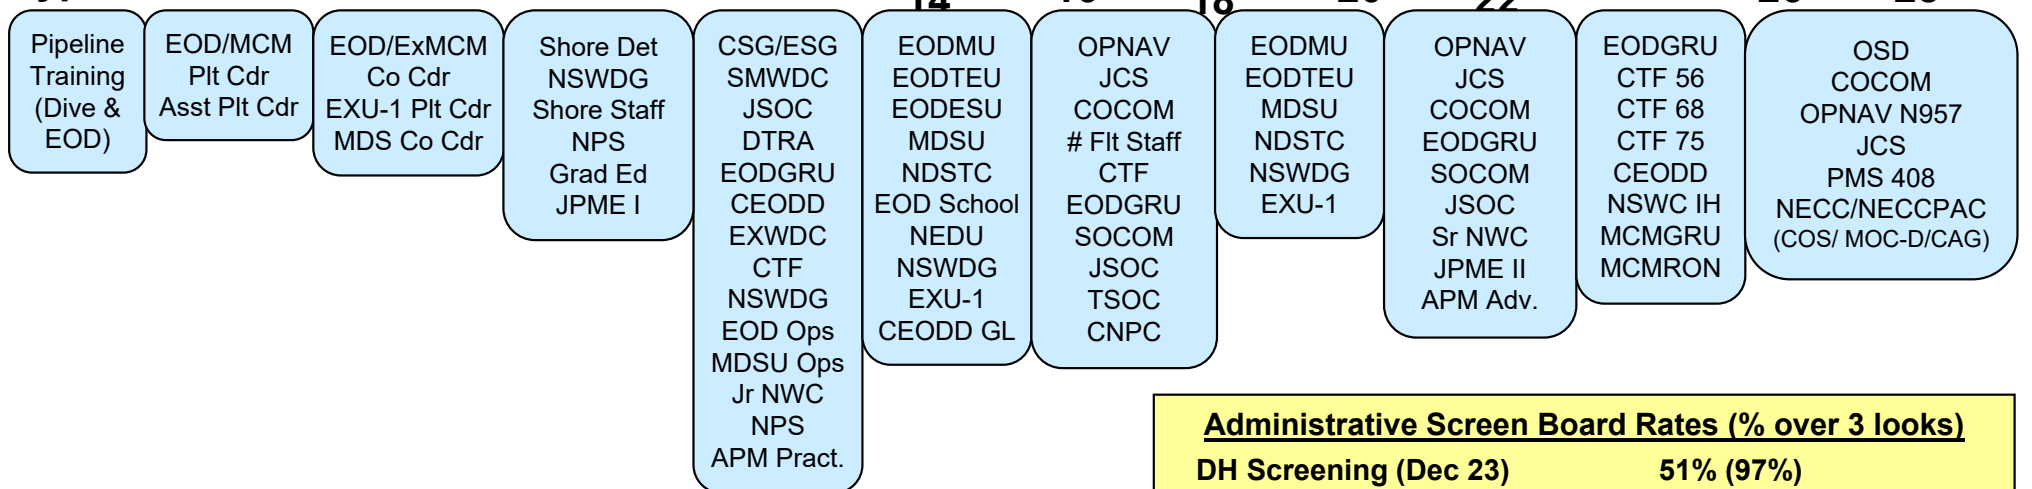 14
18
22
Pipeline
Training
(Dive &
EOD)
EOD/MCM
Plt Cdr
Asst Plt Cdr
EOD/ExMCM
Co Cdr
EXU-1 Plt Cdr
MDS Co Cdr
Shore Det
NSWDG
Shore Staff
NPS
Grad Ed
JPME I
CSG/ESG
SMWDC
JSOC
DTRA
EODGRU
CEODD
EXWDC
CTF
NSWDG
EOD Ops
MDSU Ops
Jr NWC
NPS
APM Pract.
EODMU
EODTEU
EODESU
MDSU
NDSTC
EOD School
NEDU
NSWDG
EXU-1
CEODD GL
OPNAV
JCS
COCOM
# Flt Staff
CTF
EODGRU
SOCOM
JSOC
TSOC
CNPC
EODMU
EODTEU
MDSU
NDSTC
NSWDG
EXU-1
OPNAV
JCS
COCOM
EODGRU
SOCOM
JSOC
Sr NWC
JPME II
APM Adv.
EODGRU
CTF 56
CTF 68
CTF 75
CEODD
NSWC IH
MCMGRU
MCMRON
OSD
COCOM
OPNAV N957
JCS
PMS 408
NECC/NECCPAC
(COS/ MOC-D/CAG)
Administrative Screen Board Rates (% over 3 looks)
DH Screening (Dec 23) 51% (97%)